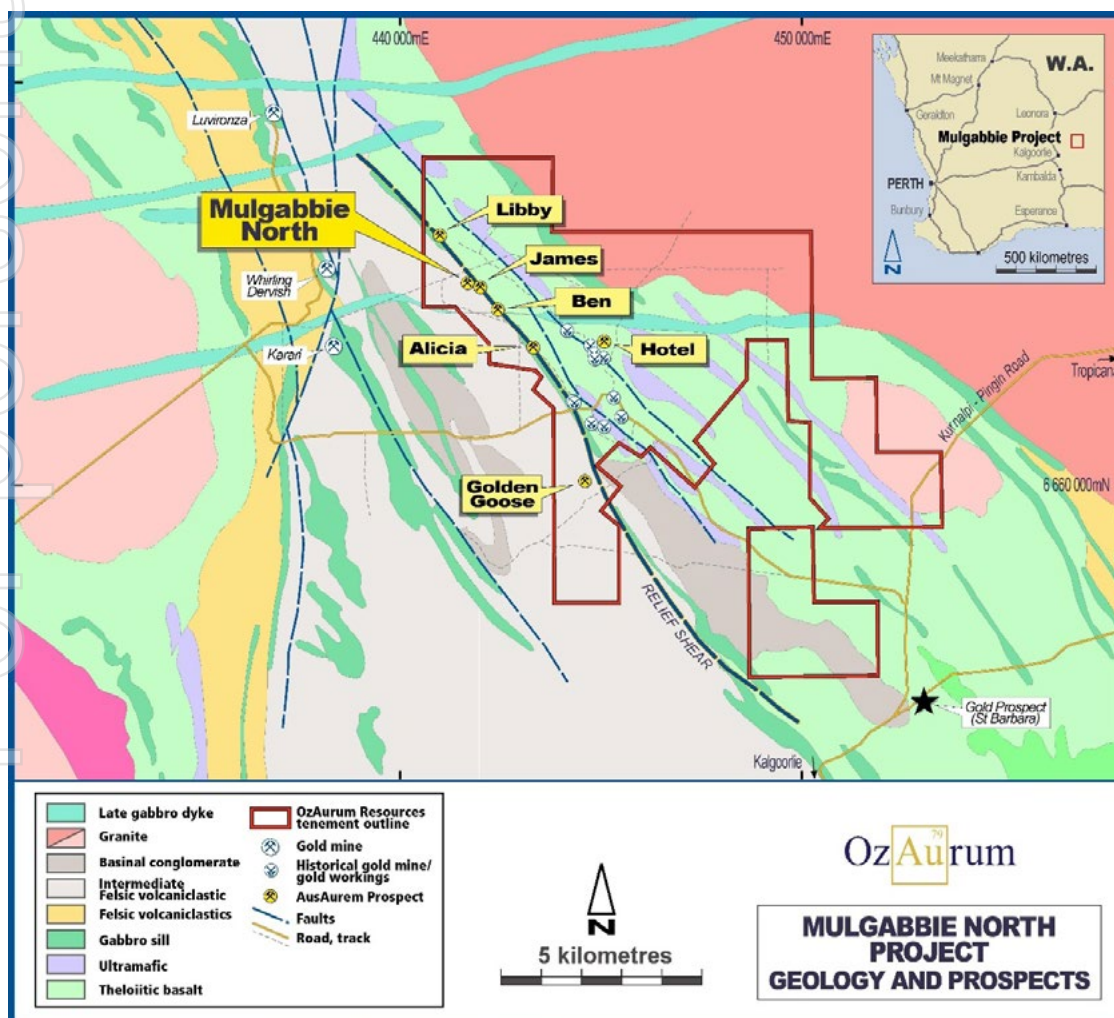 440 000mE
450 000mE
W.A.
Meekatharra
Mt Magnet
Geraldton
Leonora
Mulgabbie Project
Kalgoorlie
PERTH
Kambalda
Bunbury
Esperance
N
500 kilometres
Luvironza
Mulgabbie
North
Libby
James
Whirling
Dervish
Ben
Karari
Alicia
Hotel
Tropicana
Kurnalpi - Pingin Road
Golden
Goose
6 660 000mN
RELIEF SHEAR
Gold Prospect
(St Barbara)
Kalgoorlie
Late gabbro dyke
Granite
Basinal conglomerate
Intermediate
Felsic volcaniclastic
Felsic volcaniclastics
Gabbro sill
Ultramafic
Theloiitic basalt
OzAurum Resources
tenement outline
Gold mine
Historical gold mine/
gold workings
AusAurem Prospect
Faults
Road, track
N
5 kilometres
79
OzAurum
MULGABBIE NORTH
PROJECT
GEOLOGY AND PROSPECTS